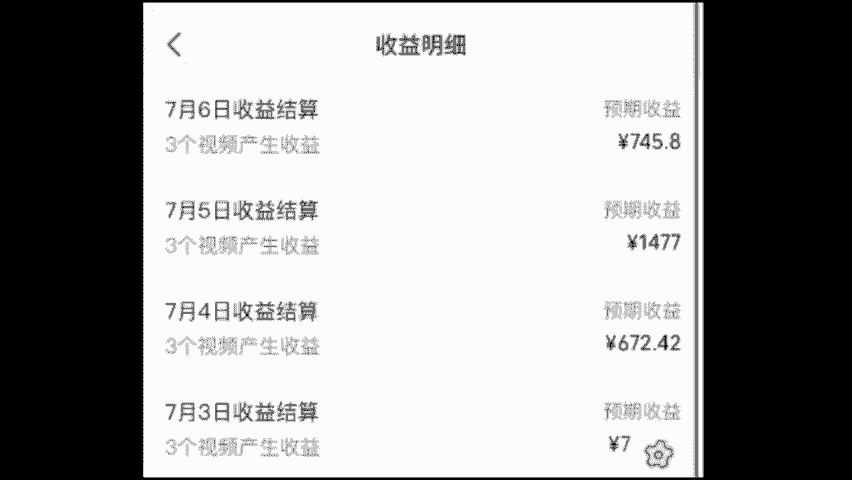 收益明细
7月6日收益结算 预期收益
3个视频产生收益 ¥745.8
7月5日收益结算 预期收益
3个视频产生收益 ¥1477
7月4日收益结算 预期收益
3个视频产生收益 ¥672.42
7月3日收益结算 预期收益
3个视频产生收益 ¥7